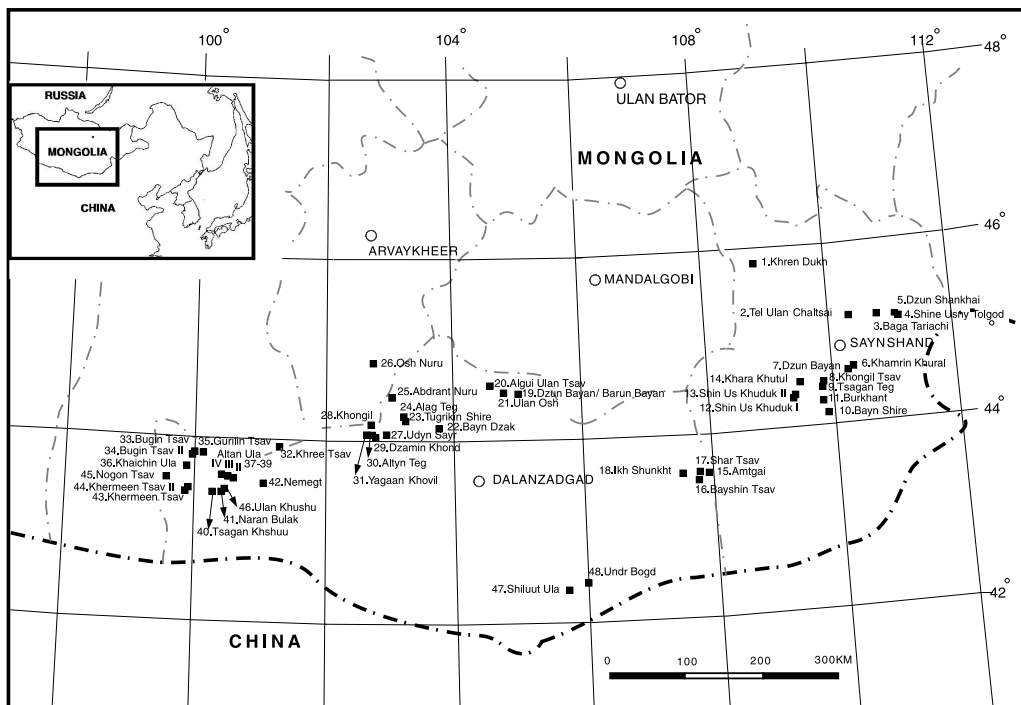 100°
104°
108°
112°
48°
RUSSIA
MONGOLIA
CHINA
ULAN BATOR
MONGOLIA
ARVAYKHEER
46°
MANDALGOBI
1.Khren Dukh
5.Dzun Shankhai
2.Tel Ulan Chaltsai
4.Shine Usny Tolgod
3.Baga Tariachi
SAYNSHAND
26.Osh Nuru
7.Dzun Bayan
6.Khamrin Khural
14.Khara Khutul
8.Khongil Tsav
20.Algui Ulan Tsav
25.Abdrant Nuru
13.Shin Us Khuduk II
9.Tsagan Teg
19.Dzun Bayan/ Barun Bayan
21.Ulan Osh
11.Burkhant
24.Alag Teg
12.Shin Us Khuduk I
10.Bayn Shire
44°
28.Khongil
23.Tugrikin Shire
22.Bayn Dzak
27.Udyn Sayr
33.Bugin Tsav
35.Gurilin Tsav
29.Dzamin Khond
34.Bugin Tsav II
Altan Ula
32.Khree Tsav
17.Shar Tsav
36.Khaichin Ula
IV III II 37-39
30.Altyn Teg
18.Ikh Shunkht
15.Amtgai
45.Nogon Tsav
31.Yagaan Khovil
DALANZADGAD
44.Khermeen Tsav II
42.Nemegt
16.Bayshin Tsav
43.Khermeen Tsav
46.Ulan Khushu
41.Naran Bulak
40.Tsagan Khshuu
48.Undr Bogd
47.Shiluut Ula
42°
CHINA
0 100 200 300KM